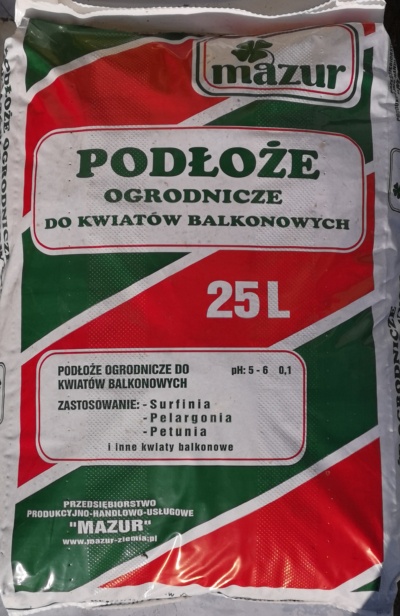 mazur
PODŁOŻE
OGRODNICZE
DO KWIATÓW BALKONOWYCH
25 L
PODŁOŻE OGRODNICZE DO pH: 5 - 6 0,1
KWIATÓW BALKONOWYCH
ZASTOSOWANIE: - Surfinia
- Pelargonia
- Petunia
i inne kwiaty balkonowe
PRZEDSIĘBIORSTWO
PRODUKCYJNO-HANDLOWO-USŁUGOWE
"MAZUR"
www.mazur-ziemia.pl
PODŁOŻE OGRODNICZE